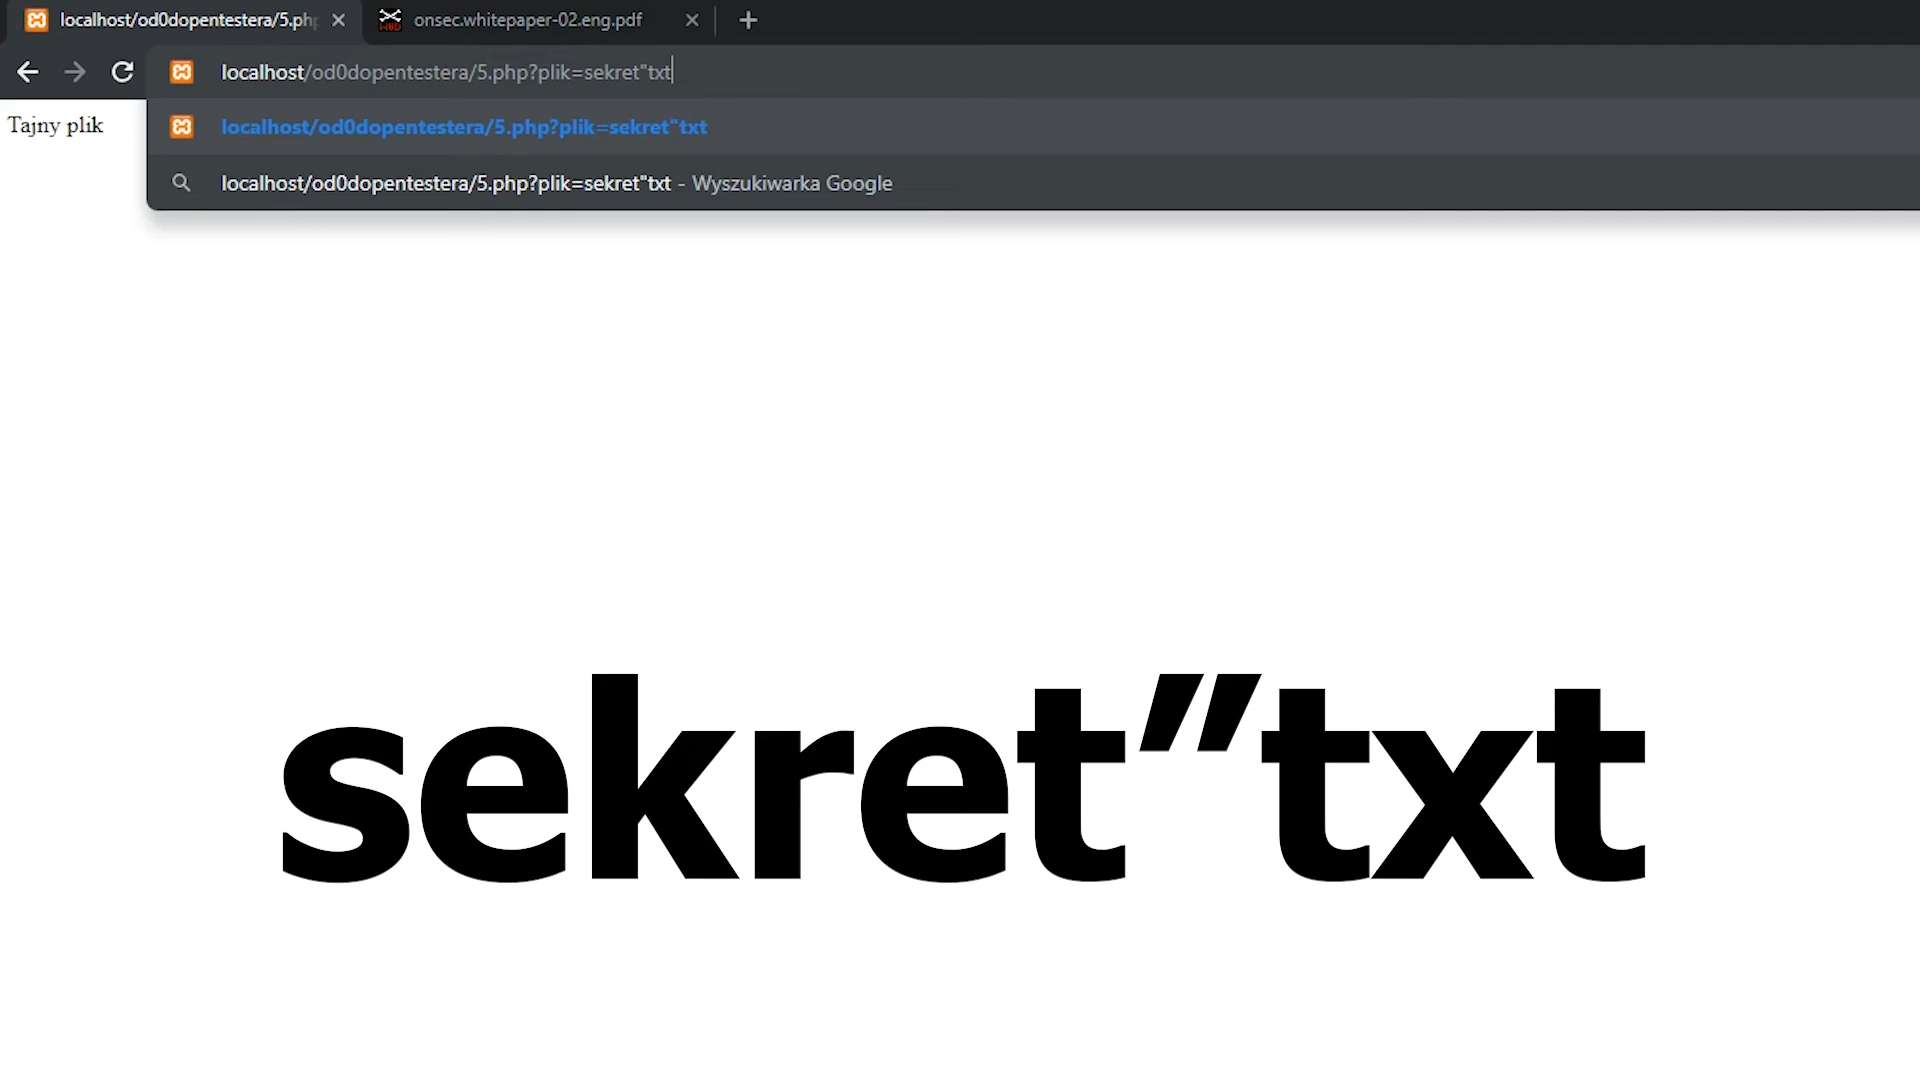 localhost/od0dopentestera/5.php
onsec.whitepaper-02.eng.pdf
localhost/od0dopentestera/5.php?plik=sekret"txt
localhost/od0dopentestera/5.php?plik=sekret"txt
localhost/od0dopentestera/5.php?plik=sekret"txt - Wyszukiwarka Google
Tajny plik
sekret”txt